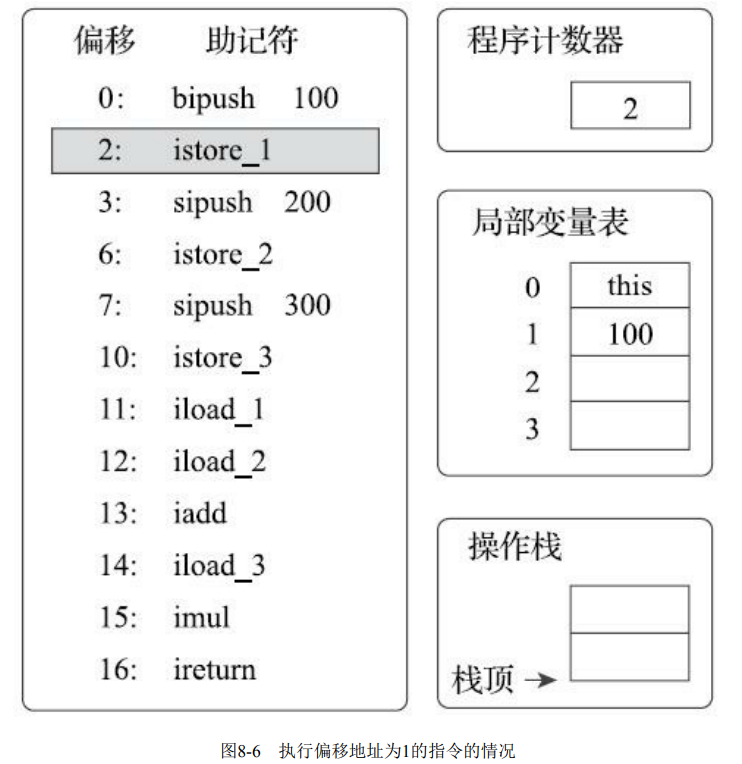 偏移 助记符
0: bipush 100
2: istore_1
3: sipush 200
6: istore_2
7: sipush 300
10: istore_3
11: iload_1
12: iload_2
13: iadd
14: iload_3
15: imul
16: ireturn
程序计数器
2
局部变量表
0 this
1 100
2
3
操作栈
栈顶
图8-6 执行偏移地址为1的指令的情况